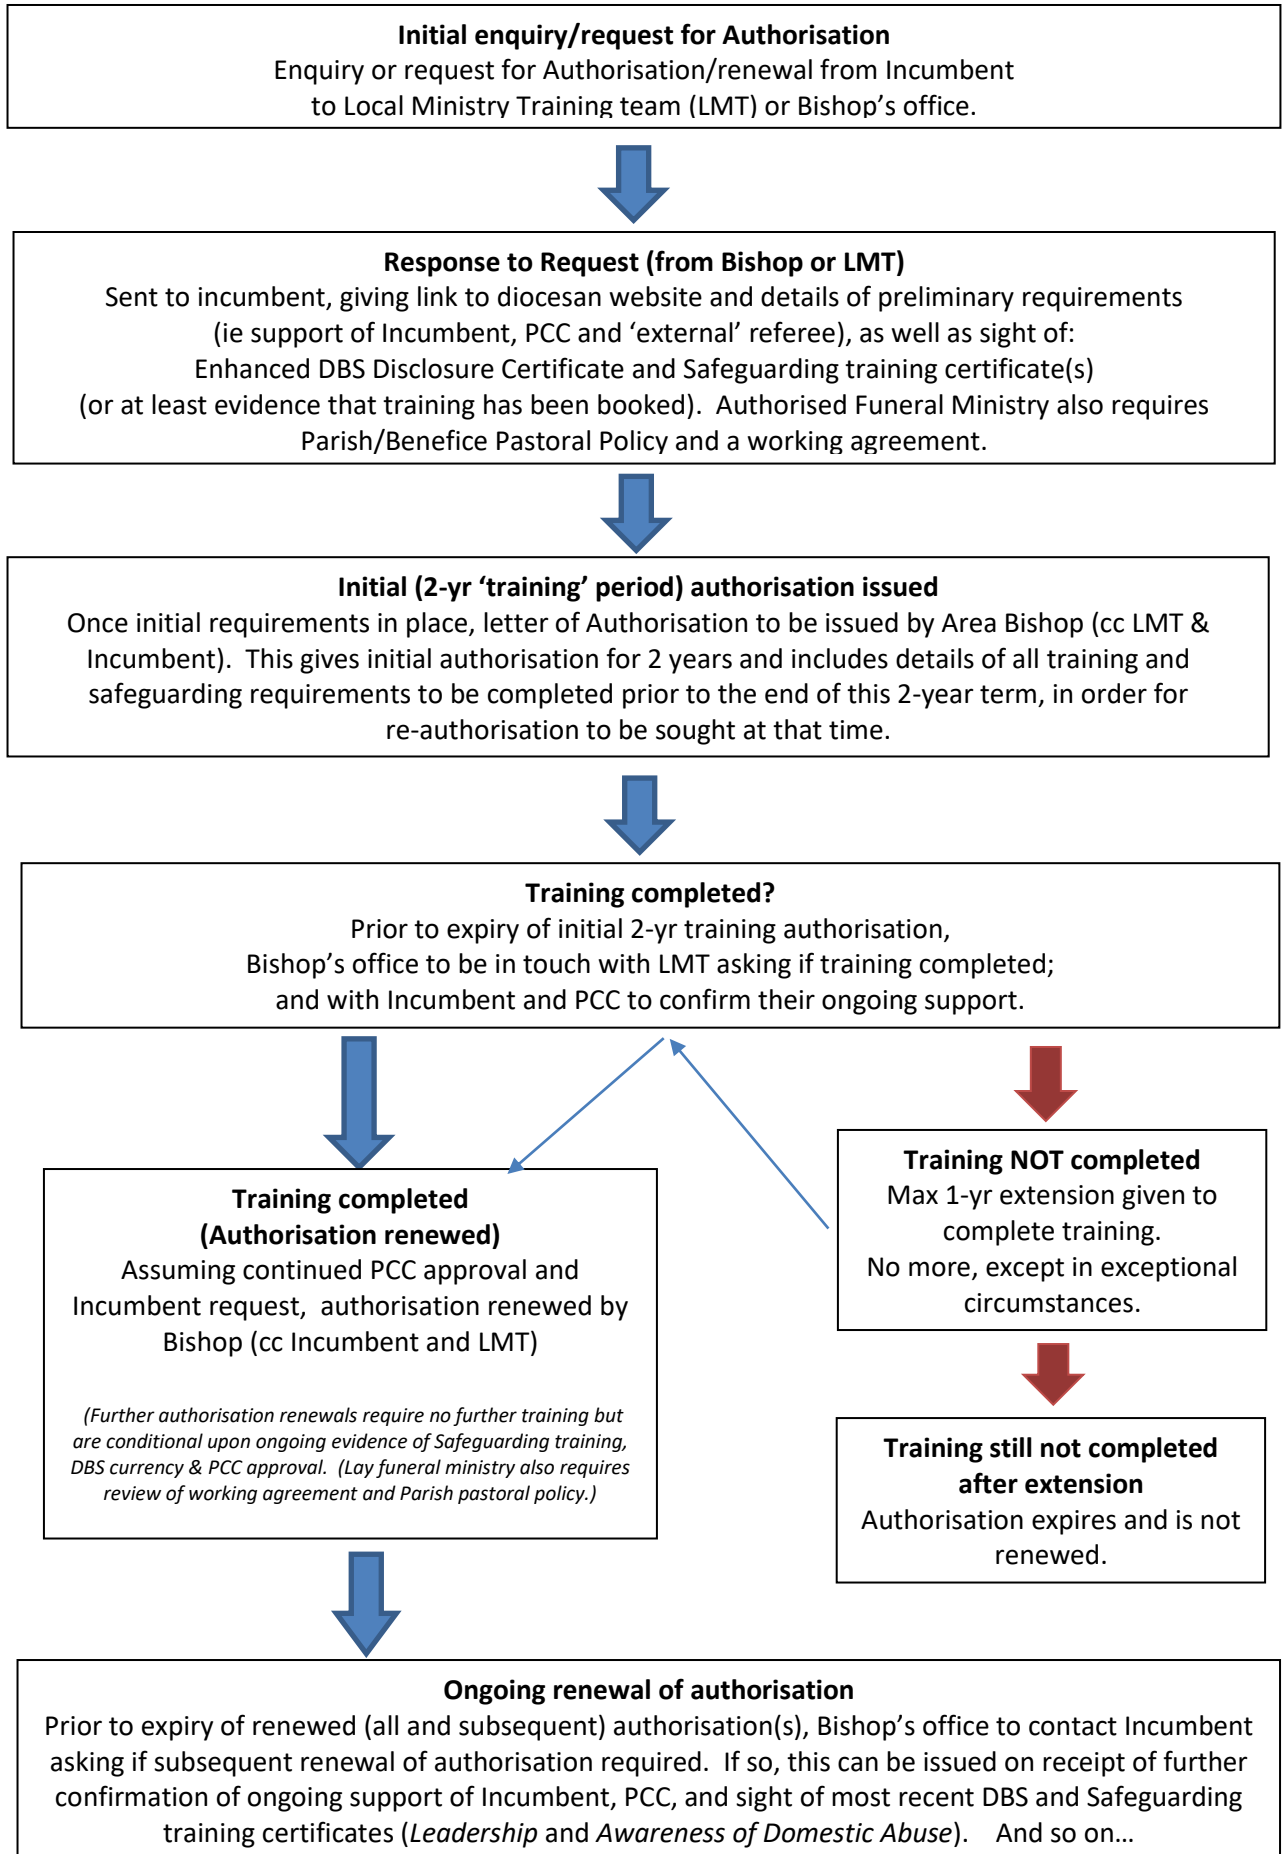 Initial enquiry/request for Authorisation
Enquiry or request for Authorisation/renewal from Incumbent
to Local Ministry Training team (LMT) or Bishop’s office.
Response to Request (from Bishop or LMT)
Sent to incumbent, giving link to diocesan website and details of preliminary requirements
(ie support of Incumbent, PCC and ‘external’ referee), as well as sight of:
Enhanced DBS Disclosure Certificate and Safeguarding training certificate(s)
(or at least evidence that training has been booked).  Authorised Funeral Ministry also requires
Parish/Benefice Pastoral Policy and a working agreement.
Initial (2-yr ‘training’ period) authorisation issued
Once initial requirements in place, letter of Authorisation to be issued by Area Bishop (cc LMT &
Incumbent).  This gives initial authorisation for 2 years and includes details of all training and
safeguarding requirements to be completed prior to the end of this 2-year term, in order for
re-authorisation to be sought at that time.
Training completed?
Prior to expiry of initial 2-yr training authorisation,
Bishop’s office to be in touch with LMT asking if training completed;
and with Incumbent and PCC to confirm their ongoing support.
Training completed
(Authorisation renewed)
Assuming continued PCC approval and
Incumbent request,  authorisation renewed by
Bishop (cc Incumbent and LMT)
(Further authorisation renewals require no further training but
are conditional upon ongoing evidence of Safeguarding training,
DBS currency & PCC approval.  (Lay funeral ministry also requires
review of working agreement and Parish pastoral policy.)
Training NOT completed
Max 1-yr extension given to
complete training.
No more, except in exceptional
circumstances.
Training still not completed
after extension
Authorisation expires and is not
renewed.
Ongoing renewal of authorisation
Prior to expiry of renewed (all and subsequent) authorisation(s), Bishop’s office to contact Incumbent
asking if subsequent renewal of authorisation required.  If so, this can be issued on receipt of further
confirmation of ongoing support of Incumbent, PCC, and sight of most recent DBS and Safeguarding
training certificates (Leadership and Awareness of Domestic Abuse).    And so on…